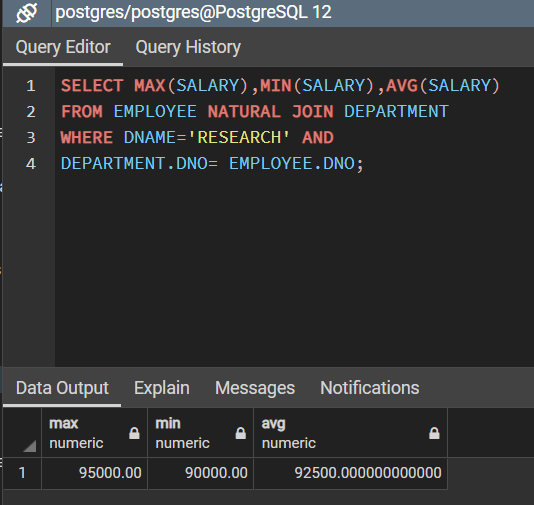 postgres/postgres@PostgreSQL 12
Query Editor Query History
1 SELECT MAX(SALARY),MIN(SALARY),AVG(SALARY)
2 FROM EMPLOYEE NATURAL JOIN DEPARTMENT
3 WHERE DNAME='RESEARCH' AND
4 DEPARTMENT.DNO= EMPLOYEE.DNO;
Data Output Explain Messages Notifications
max min avg
numeric numeric numeric
1 95000.00 90000.00 92500.000000000000